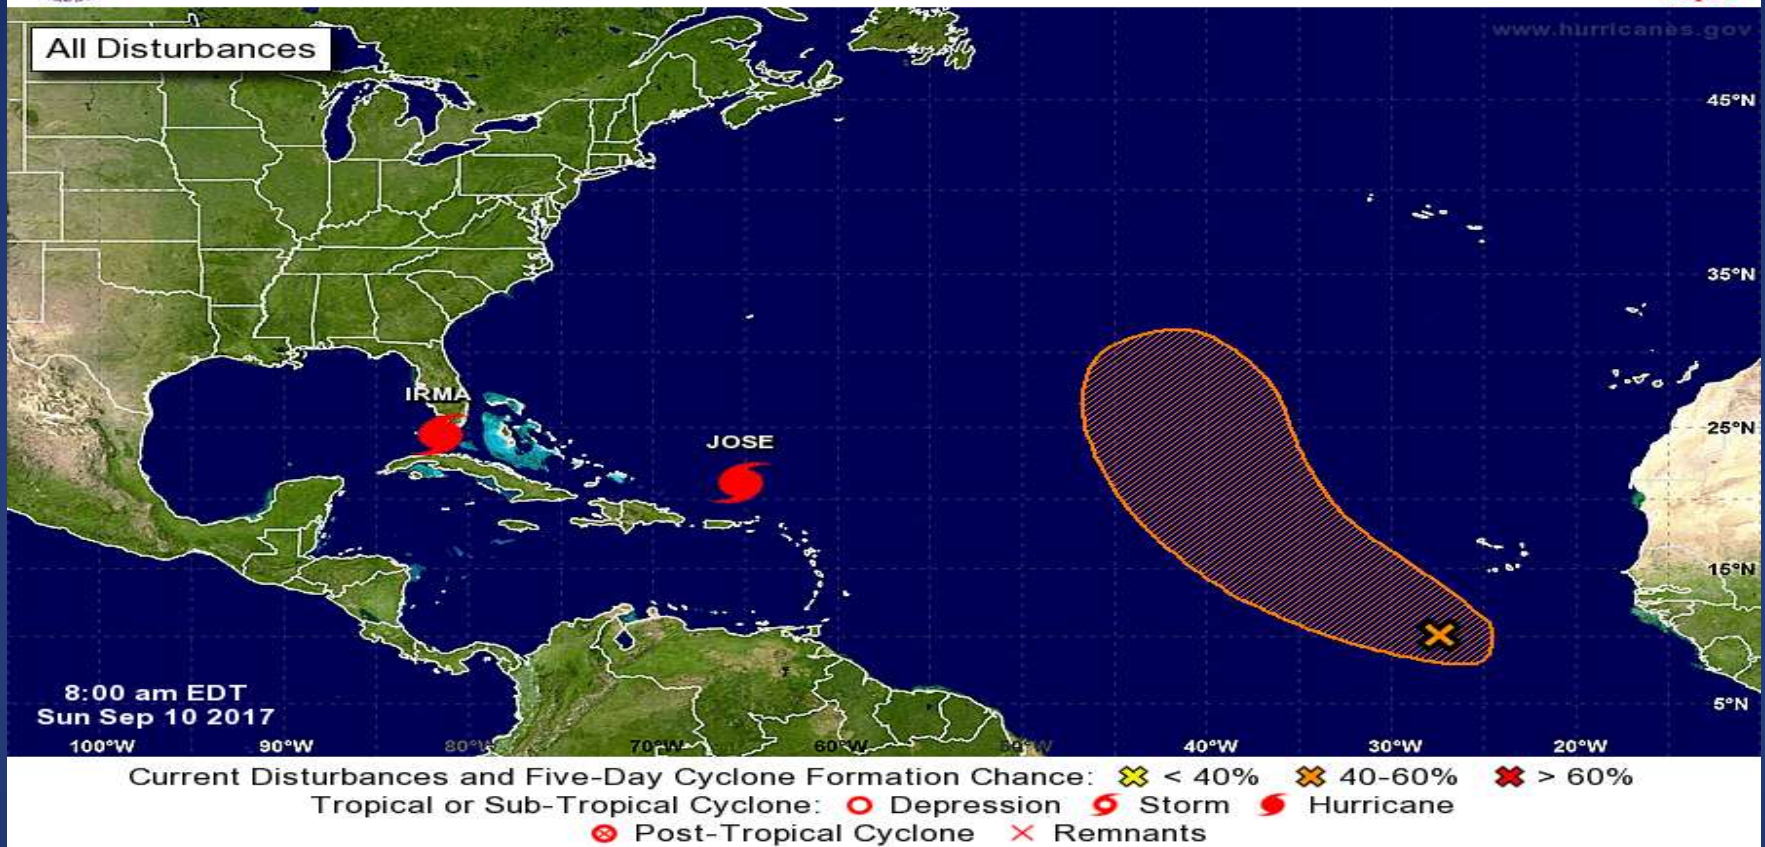 www.hurricanes.gov
All Disturbances
45°N
35°N
IRMA
25°N
JOSE
15°N
8:00 am EDT
5°N
Sun Sep 10 2017
100°W 90°W 80°W 70°W 60°W 50°W 40°W 30°W 20°W
Current Disturbances and Five-Day Cyclone Formation Chance: < 40% 40-60% > 60%
Tropical or Sub-Tropical Cyclone: Depression Storm Hurricane
Post-Tropical Cyclone Remnants